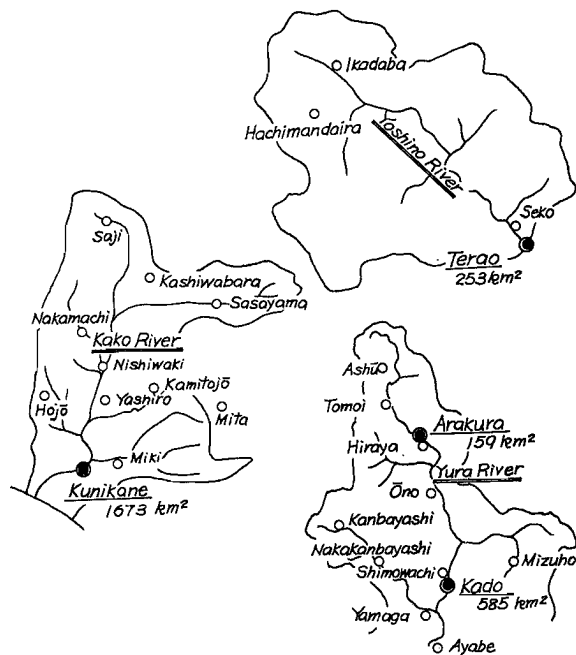 Ikadaba
Hachimandaira
Yoshino River
Seko
Terao
253 km²
Saji
Kashiwabara
Sasayama
Nakamachi
Kako River
Nishiwaki
Kamitojō
Hojō
Yashiro
Mita
Miki
Kunikane
1673 km²
Ashū
Tomoi
Arakura
159 km²
Hiraya
Yura River
Ōno
Kanbayashi
Nakakanbayashi
Mizuho
Shimowachi
Kado
585 km²
Yamaga
Ayabe